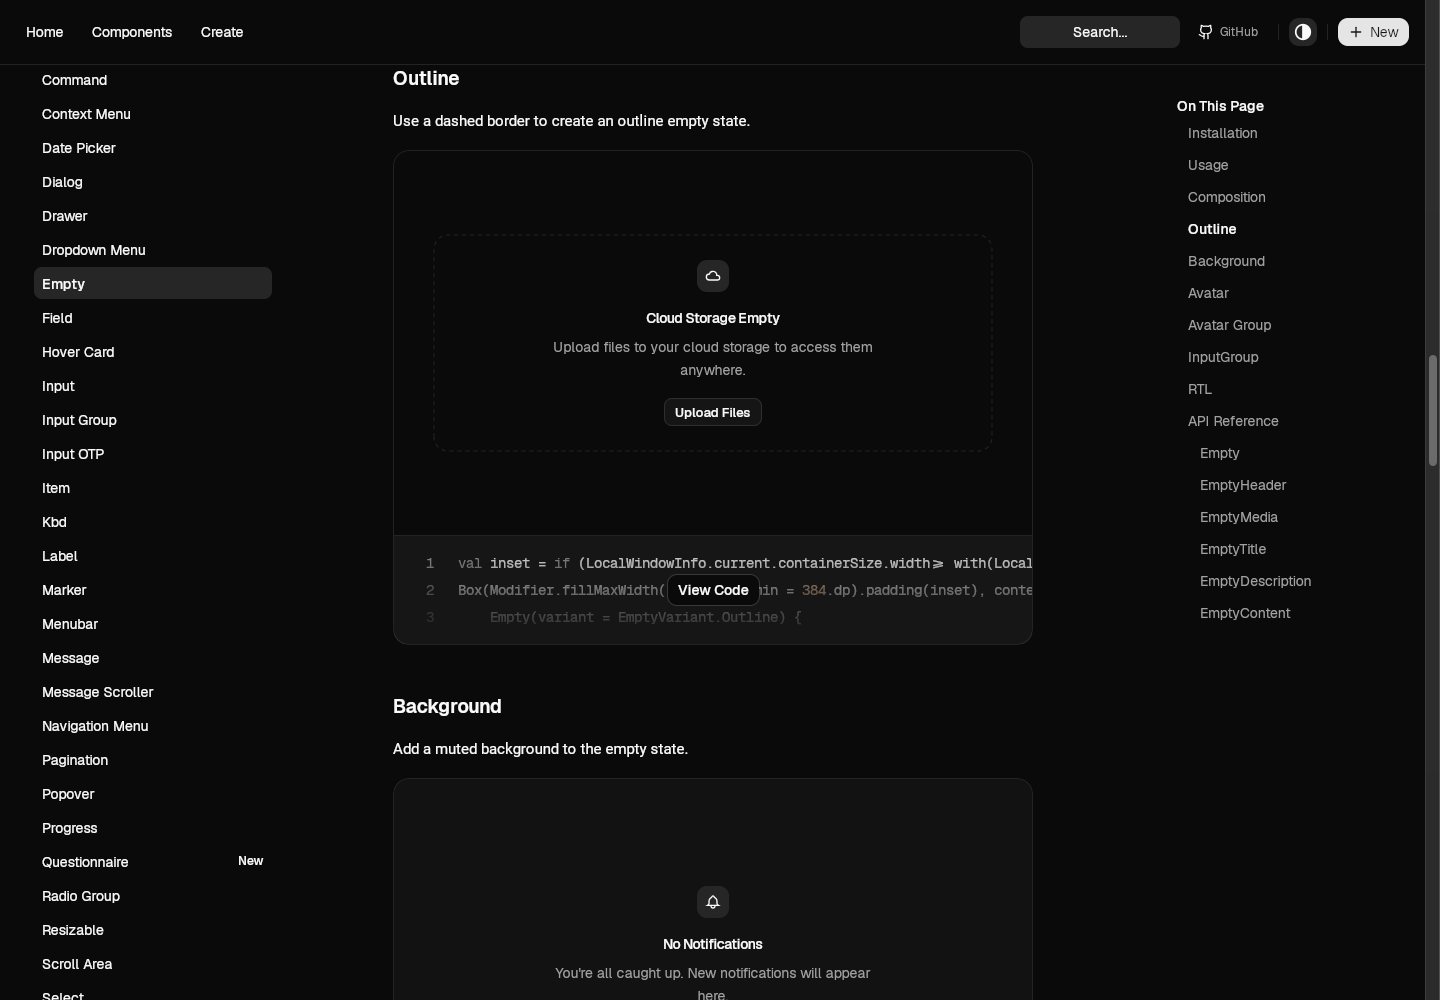 Home
Components
Create
Search...
GitHub
New
Command
Context Menu
Date Picker
Dialog
Drawer
Dropdown Menu
Empty
Field
Hover Card
Input
Input Group
Input OTP
Item
Kbd
Label
Marker
Menubar
Message
Message Scroller
Navigation Menu
Pagination
Popover
Progress
Questionnaire New
Radio Group
Resizable
Scroll Area
Select
Outline
Use a dashed border to create an outline empty state.
Cloud Storage Empty
Upload files to your cloud storage to access them
anywhere.
Upload Files
1 val inset = if (LocalWindowInfo.current.containerSize.width >= with(Local
2 Box(Modifier.fillMaxWidth( = 384.dp).padding(inset), conte
View Code
3 Empty(variant = EmptyVariant.Outline) {
Background
Add a muted background to the empty state.
No Notifications
You're all caught up. New notifications will appear
here.
On This Page
Installation
Usage
Composition
Outline
Background
Avatar
Avatar Group
InputGroup
RTL
API Reference
Empty
EmptyHeader
EmptyMedia
EmptyTitle
EmptyDescription
EmptyContent